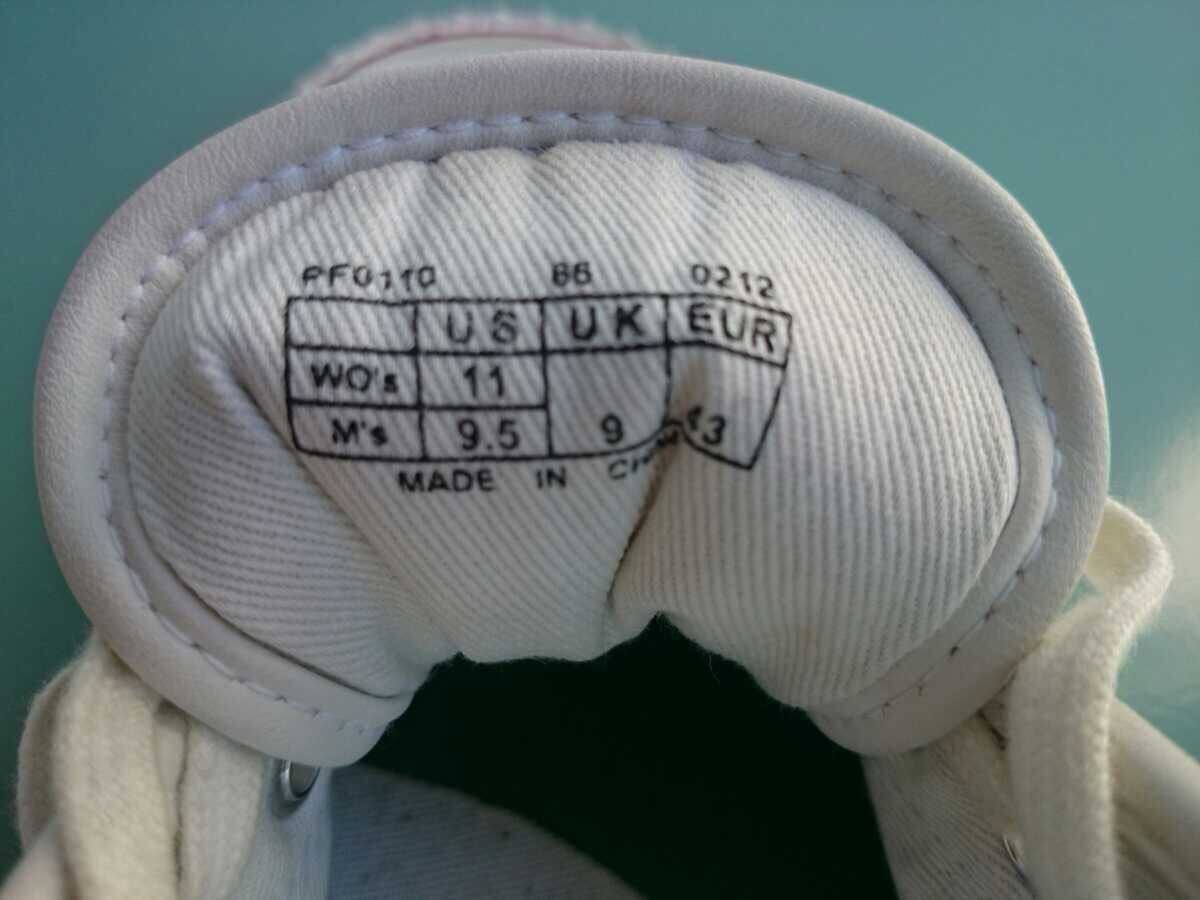 PF0110 86 0212
US UK EUR
WO's 11
M's 9.5 9 43
MADE IN